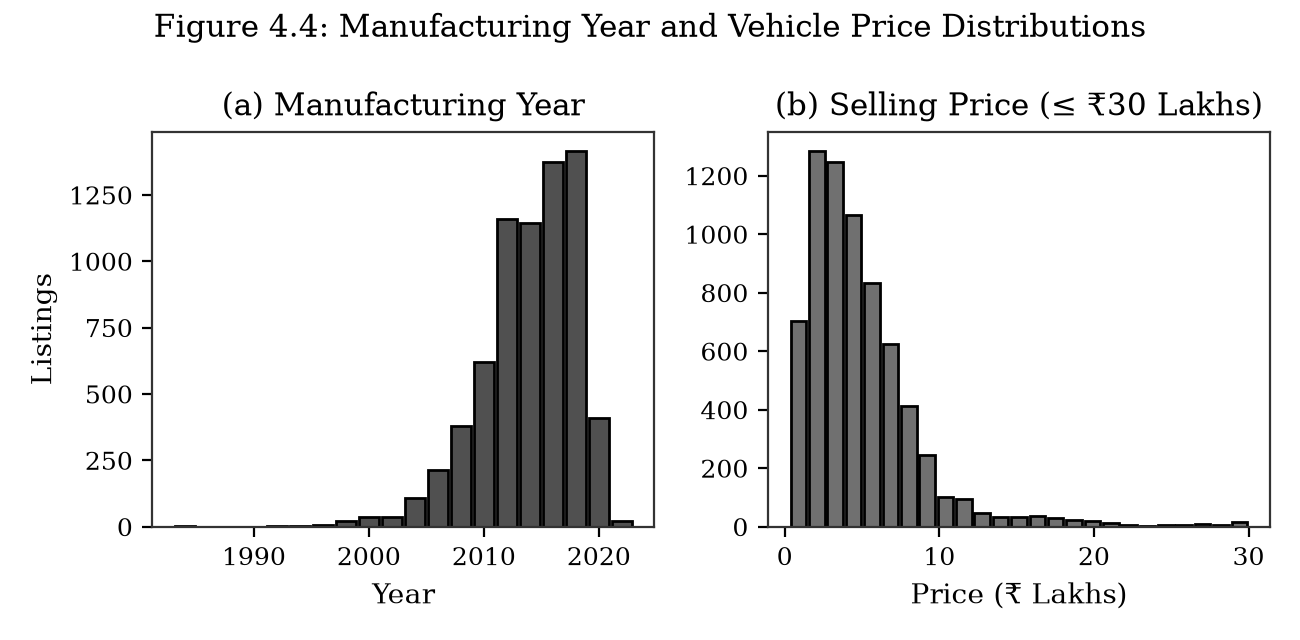 Figure 4.4: Manufacturing Year and Vehicle Price Distributions
(a) Manufacturing Year
Listings
1250
1000
750
500
250
0
1990 2000 2010 2020
Year
(b) Selling Price (≤ ₹30 Lakhs)
1200
1000
800
600
400
200
0
0 10 20 30
Price (₹ Lakhs)